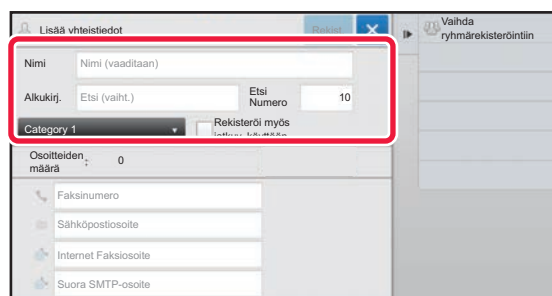 Lisää yhteistiedot
Rekist.
Vaihda
ryhmärekisteröintiin
Nimi
Nimi (vaaditaan)
Alkukirj.
Etsi (vaiht.)
Etsi
Numero
10
Category 1
Rekisteröi myös
Osoitteiden
määrä
:
0
Faksinumero
Sähköpostiosoite
Internet Faksiosoite
Suora SMTP-osoite